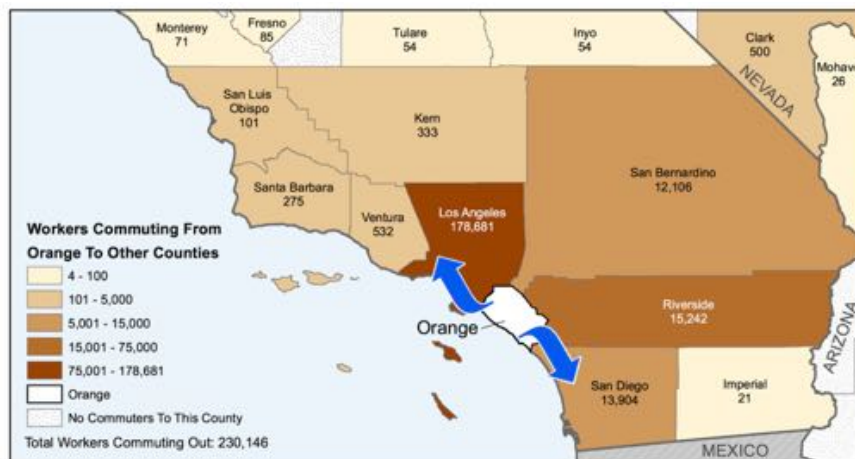 Monterey
71
Fresno
85
Tulare
54
Inyo
54
Clark
500
Mohave
26
NEVADA
San Luis
Obispo
101
Kern
333
San Bernardino
12,106
Santa Barbara
275
Ventura
532
Los Angeles
178,681
Riverside
15,242
ARIZONA
Orange
San Diego
13,904
Imperial
21
MEXICO
Workers Commuting From
Orange To Other Counties
4 - 100
101 - 5,000
5,001 - 15,000
15,001 - 75,000
75,001 - 178,681
Orange
No Commuters To This County
Total Workers Commuting Out: 230,146